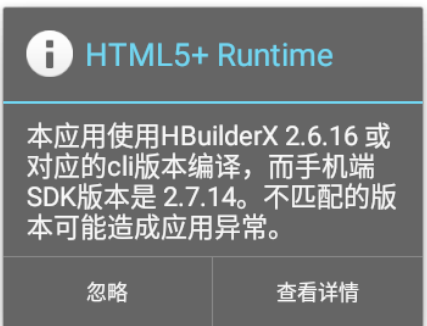 HTML5+ Runtime
本应用使用HBuilderX 2.6.16 或
对应的cli版本编译，而手机端
SDK版本是 2.7.14。不匹配的版
本可能造成应用异常。
忽略
查看详情